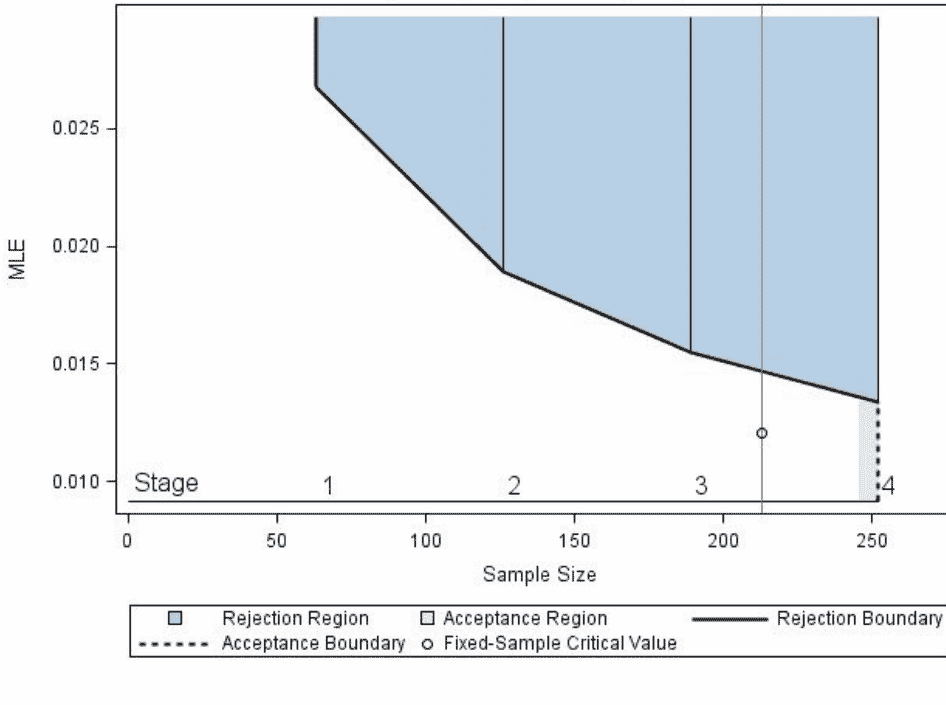 0.025
0.020
0.015
0.010
MLE
Stage 1 2 3 4
0 50 100 150 200 250
Sample Size
Rejection Region Acceptance Region Rejection Boundary
Acceptance Boundary Fixed-Sample Critical Value